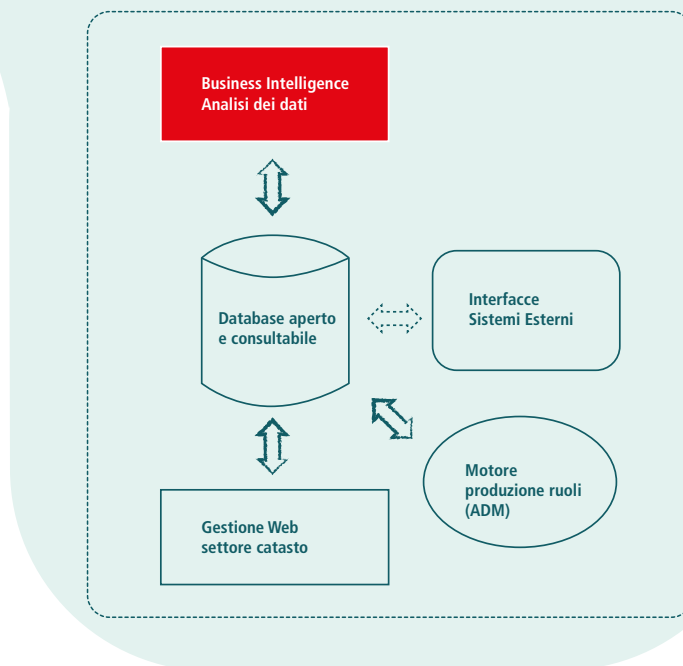 Business Intelligence
Analisi dei dati
Database aperto
e consultabile
Interfacce
Sistemi Esterni
Motore
produzione ruoli
(ADM)
Gestione Web
settore catasto